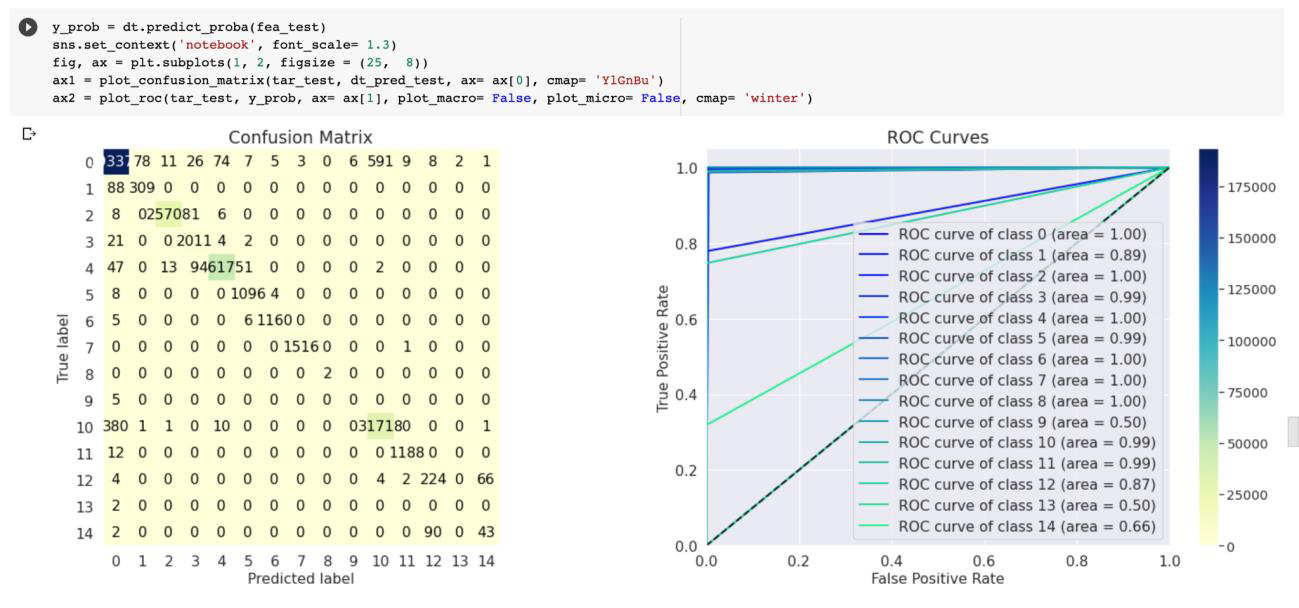 y_prob = dt.predict_proba(fea_test)
sns.set_context('notebook', font_scale= 1.3)
fig, ax = plt.subplots(1, 2, figsize = (25, 8))
ax1 = plot_confusion_matrix(tar_test, dt_pred_test, ax= ax[0], cmap= 'YlGnBu')
ax2 = plot_roc(tar_test, y_prob, ax= ax[1], plot_macro= False, plot_micro= False, cmap= 'winter')
Confusion Matrix
0 78 11 26 74 7 5 3 0 6 591 9 8 2 1
1 88 309 0 0 0 0 0 0 0 0 0 0 0 0 0
2 8 0 25708 1 6 0 0 0 0 0 0 0 0 0 0
3 21 0 0 201 1 4 2 0 0 0 0 0 0 0 0
4 47 0 13 9 46175 1 0 0 0 0 2 0 0 0 0
5 8 0 0 0 0 1096 4 0 0 0 0 0 0 0 0
6 5 0 0 0 0 6 1160 0 0 0 0 0 0 0 0
7 0 0 0 0 0 0 0 1516 0 0 0 1 0 0 0
8 0 0 0 0 0 0 0 0 2 0 0 0 0 0 0
9 5 0 0 0 0 0 0 0 0 0 0 0 0 0 0
10 380 1 1 0 10 0 0 0 0 0 31718 0 0 0 1
11 12 0 0 0 0 0 0 0 0 0 0 1188 0 0 0
12 4 0 0 0 0 0 0 0 0 0 4 2 224 0 66
13 2 0 0 0 0 0 0 0 0 0 0 0 0 0 0
14 2 0 0 0 0 0 0 0 0 0 0 0 90 0 43
0 1 2 3 4 5 6 7 8 9 10 11 12 13 14
Predicted label
True label
ROC Curves
1.0
0.8
0.6
0.4
0.2
0.0
True Positive Rate
ROC curve of class 0 (area = 1.00)
ROC curve of class 1 (area = 0.89)
ROC curve of class 2 (area = 1.00)
ROC curve of class 3 (area = 0.99)
ROC curve of class 4 (area = 1.00)
ROC curve of class 5 (area = 0.99)
ROC curve of class 6 (area = 1.00)
ROC curve of class 7 (area = 1.00)
ROC curve of class 8 (area = 1.00)
ROC curve of class 9 (area = 0.50)
ROC curve of class 10 (area = 0.99)
ROC curve of class 11 (area = 0.99)
ROC curve of class 12 (area = 0.87)
ROC curve of class 13 (area = 0.50)
ROC curve of class 14 (area = 0.66)
0.0 0.2 0.4 0.6 0.8 1.0
False Positive Rate
175000
150000
125000
100000
75000
50000
25000
0